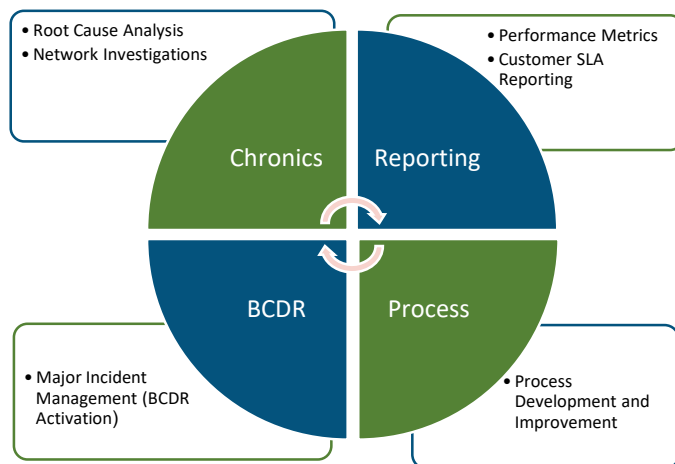 • Root Cause Analysis
• Network Investigations
• Performance Metrics
• Customer SLA
Reporting
Chronics
Reporting
BCDR
Process
• Major Incident
Management (BCDR
Activation)
• Process
Development and
Improvement